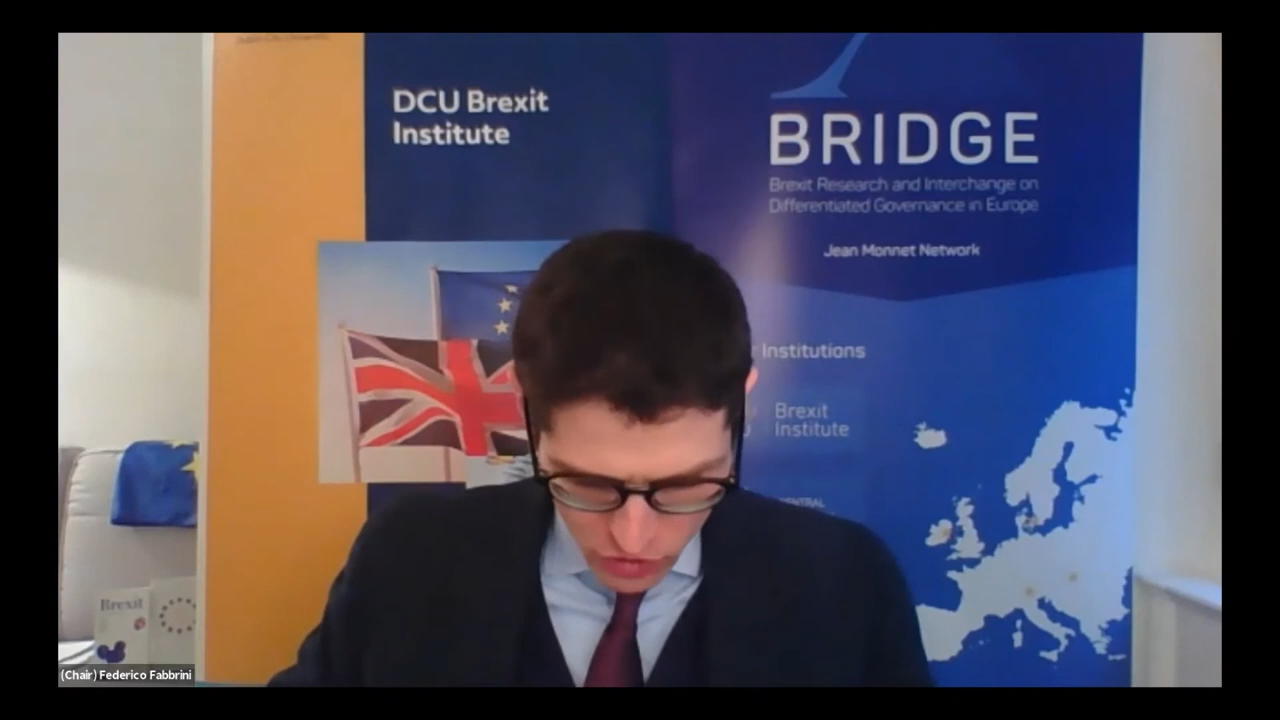 DCU Brexit
Institute
BRIDGE
Brexit Research and Interchange on
Differentiated Governance in Europe
Jean Monnet Network
Institutions
Brexit
Institute
Brexit
(Chair) Federico Fabbrini